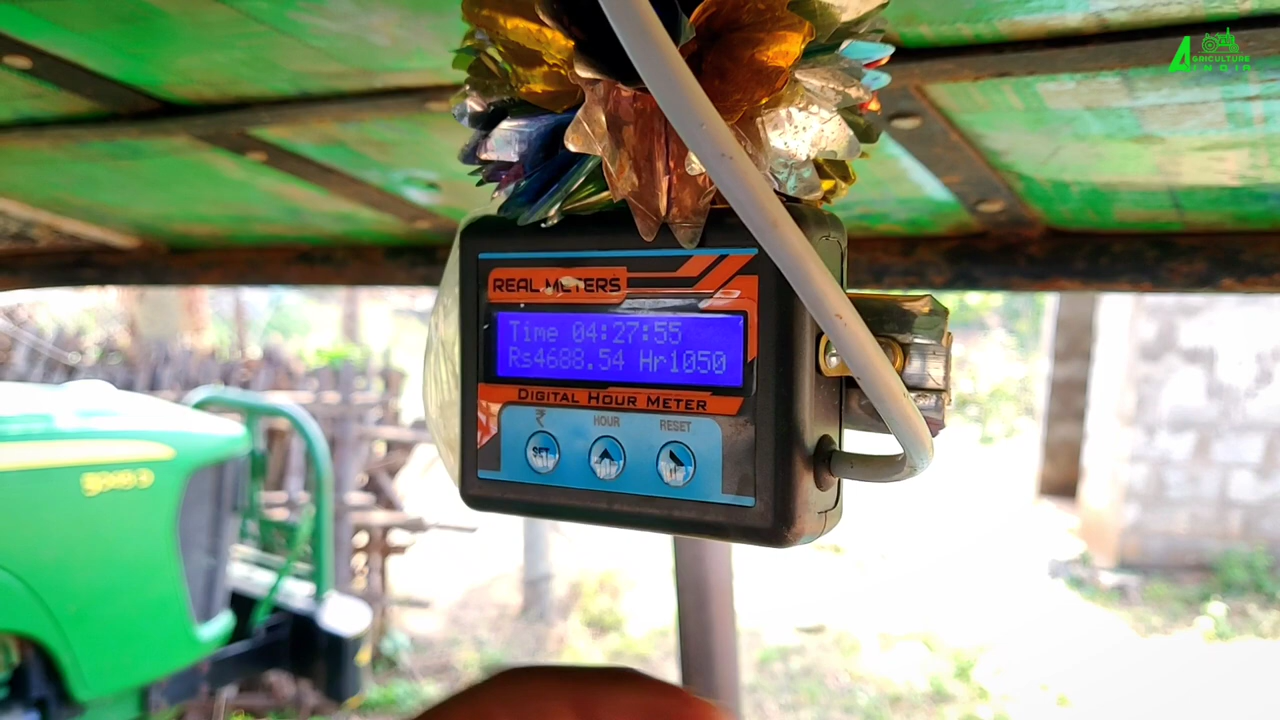 AGRICULTURE
INDIA
REAL METERS
Time 04:27:55
Rs4688.54 Hr1050
DIGITAL HOUR METER
₹ HOUR RESET
SET